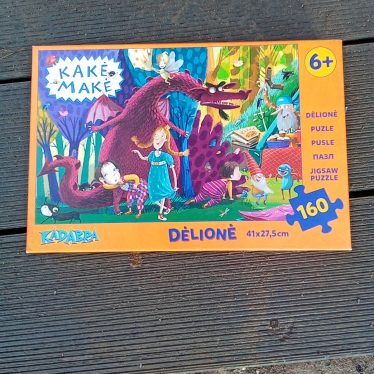 KAKĖ
MAKĖ
6+
DĖLIONĖ
PUZLE
PUSLE
ПАЗЛ
JIGSAW
PUZZLE
160
KADABRA
DĖLIONĖ 41x27,5cm